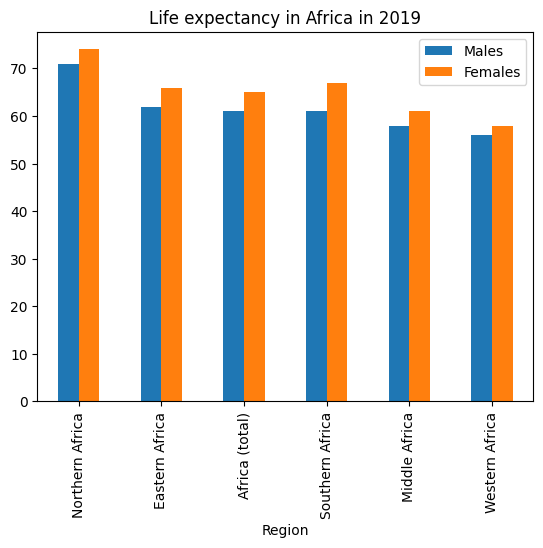 Life expectancy in Africa in 2019
Males
Females
70
60
50
40
30
20
10
0
Northern Africa
Eastern Africa
Africa (total)
Southern Africa
Middle Africa
Western Africa
Region